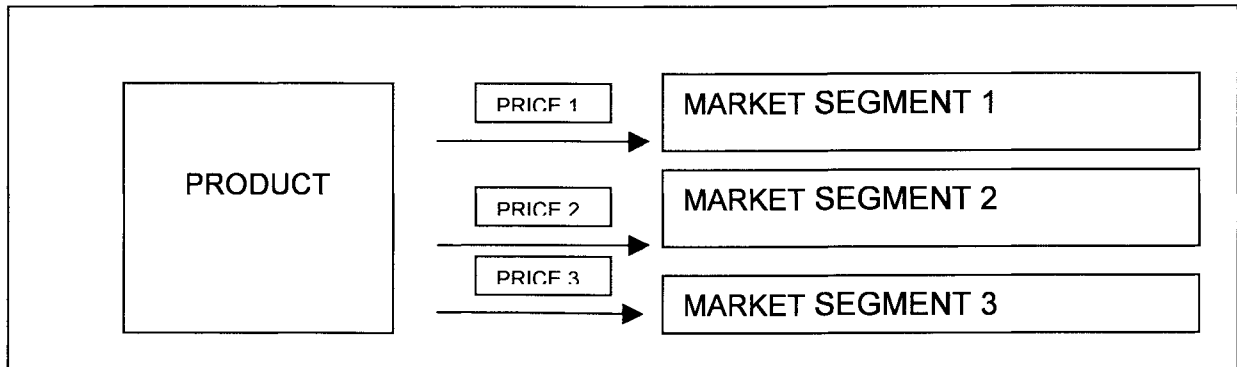 PRODUCT
PRICE 1
MARKET SEGMENT 1
PRICE 2
MARKET SEGMENT 2
PRICE 3
MARKET SEGMENT 3